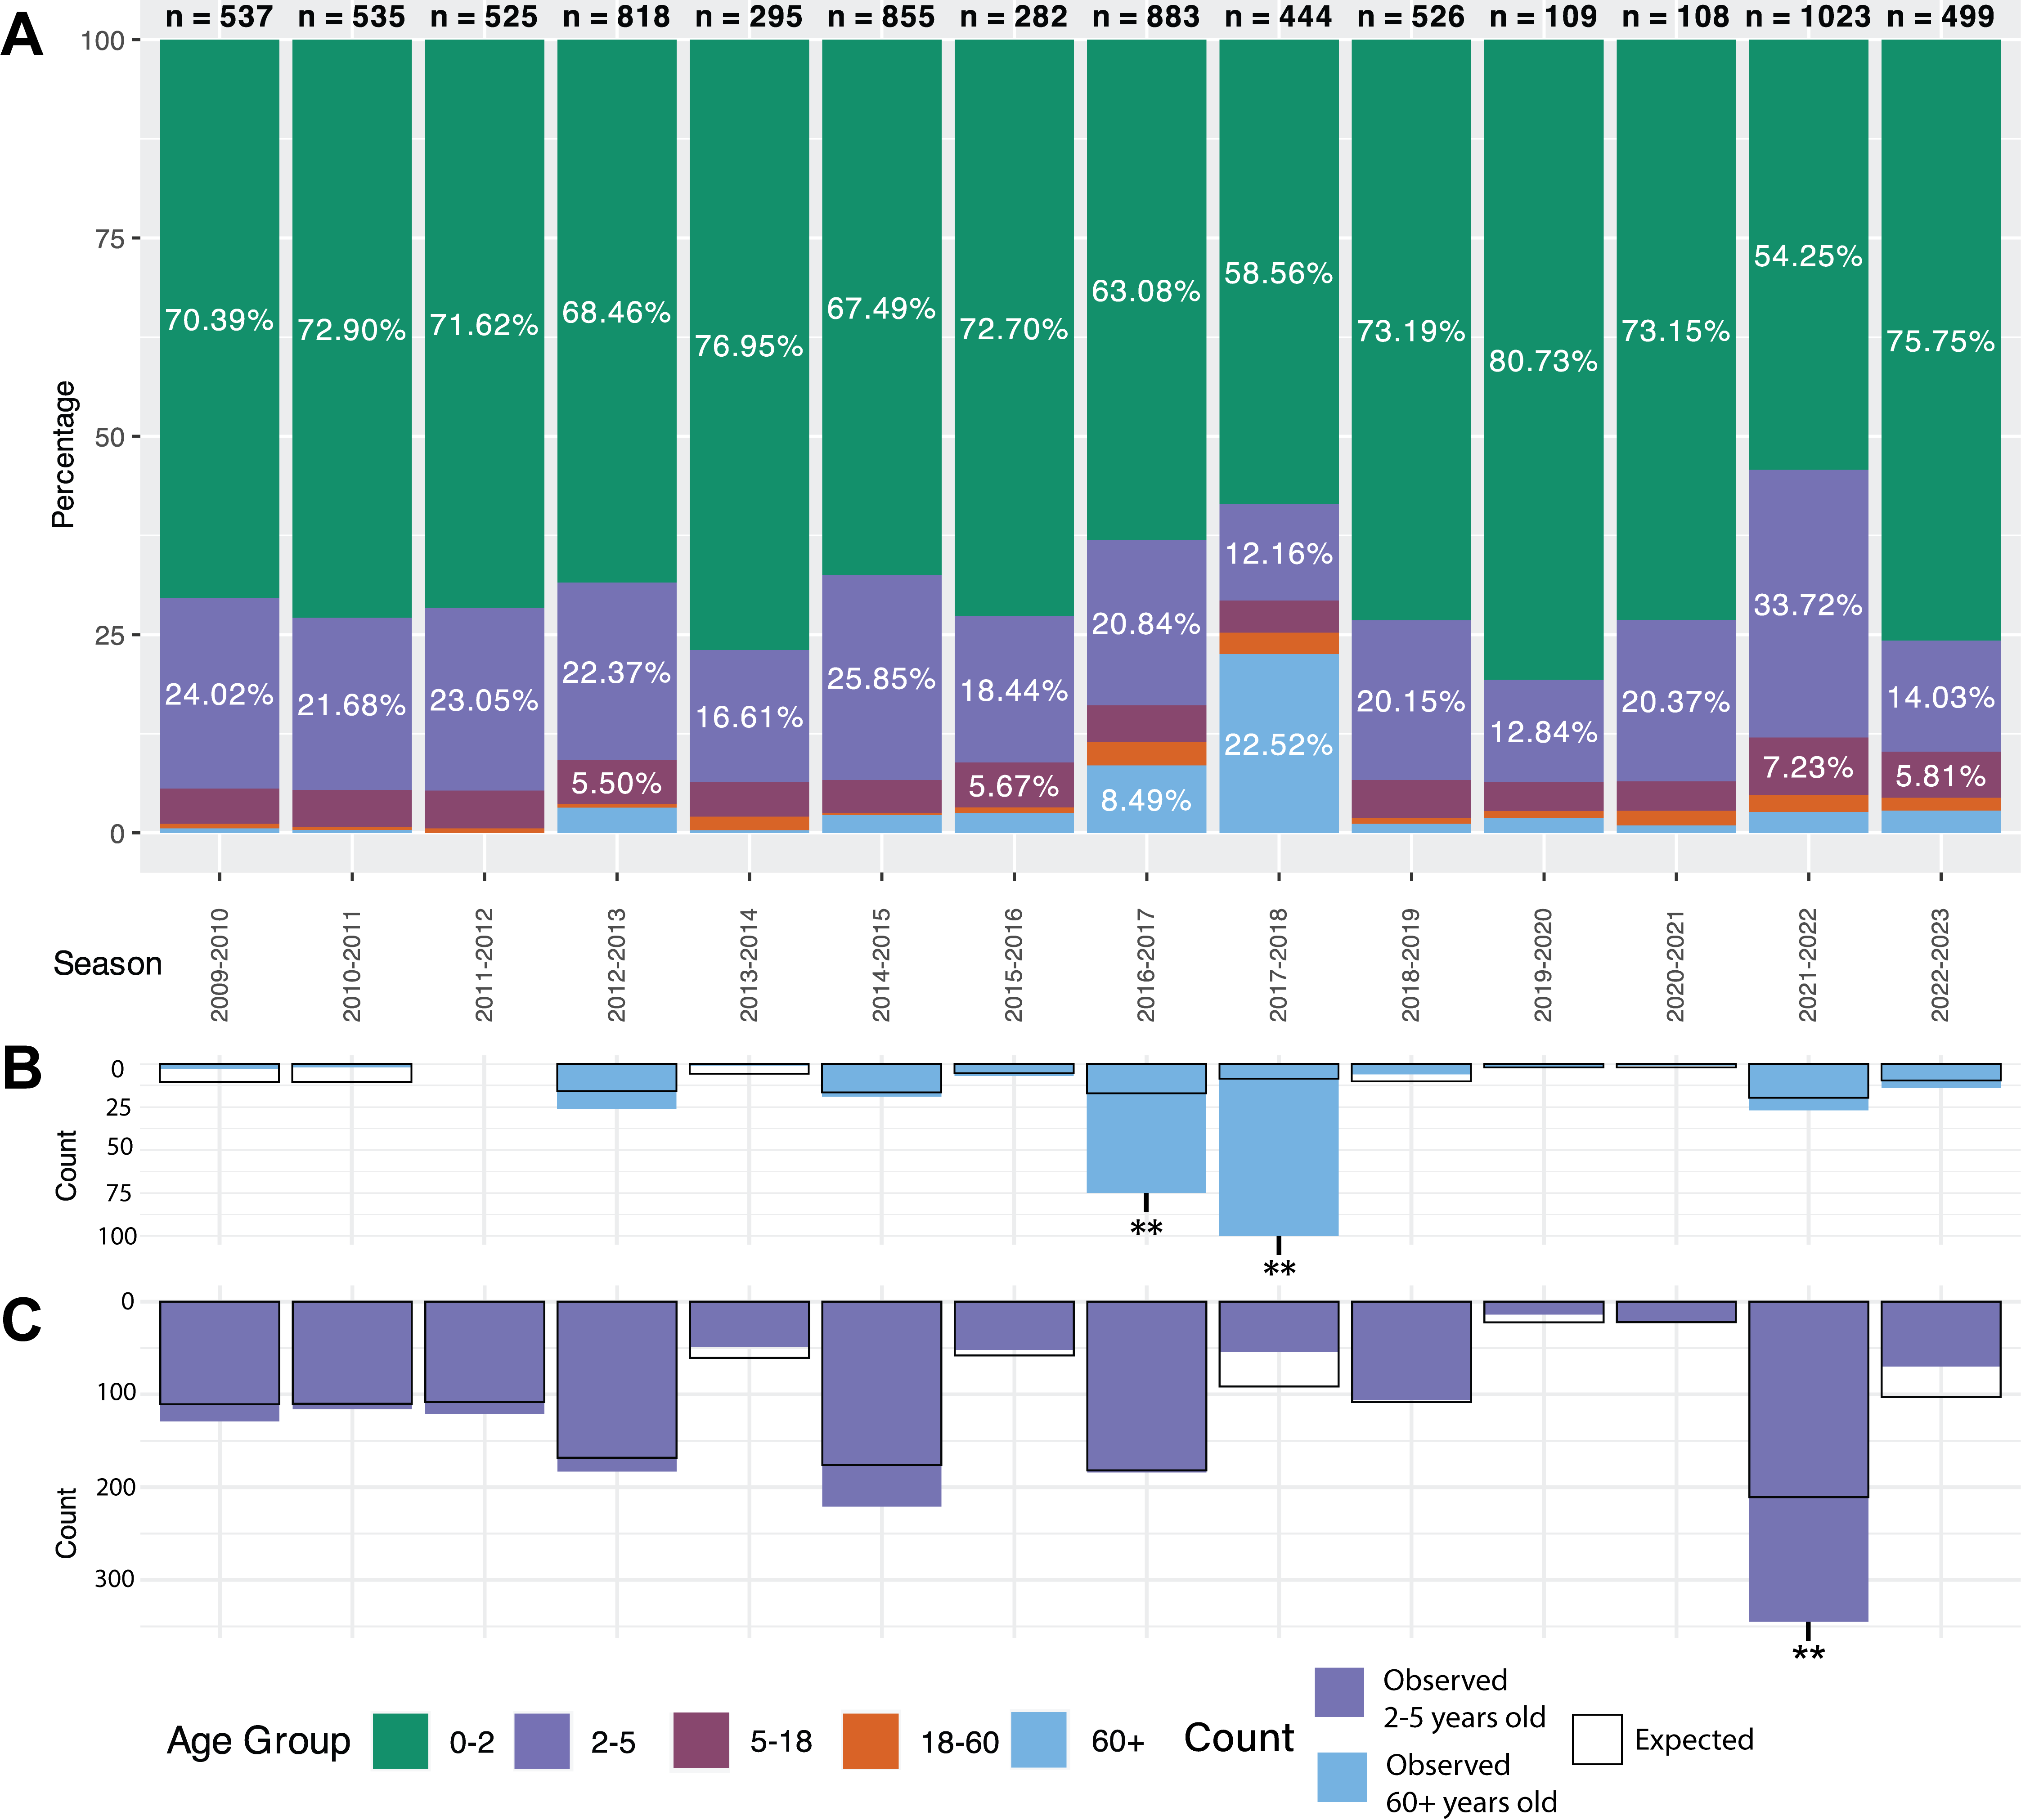 A
n = 537 n = 535 n = 525 n = 818 n = 295 n = 855 n = 282 n = 883 n = 444 n = 526 n = 109 n = 108 n = 1023 n = 499
100
75
50
25
0
Percentage
70.39% 72.90% 71.62% 68.46% 76.95% 67.49% 72.70% 63.08% 58.56% 73.19% 80.73% 73.15% 54.25% 75.75%
24.02% 21.68% 23.05% 22.37% 16.61% 25.85% 18.44% 20.84% 12.16% 20.15% 12.84% 20.37% 33.72% 14.03%
5.50% 5.67% 7.23% 5.81%
8.49% 22.52%
Season
2009-2010 2010-2011 2011-2012 2012-2013 2013-2014 2014-2015 2015-2016 2016-2017 2017-2018 2018-2019 2019-2020 2020-2021 2021-2022 2022-2023
B
0
25
50
75
100
Count
**
**
C
0
100
200
300
Count
**
Age Group 0-2 2-5 5-18 18-60 60+
Count
Observed
2-5 years old
Observed
60+ years old
Expected